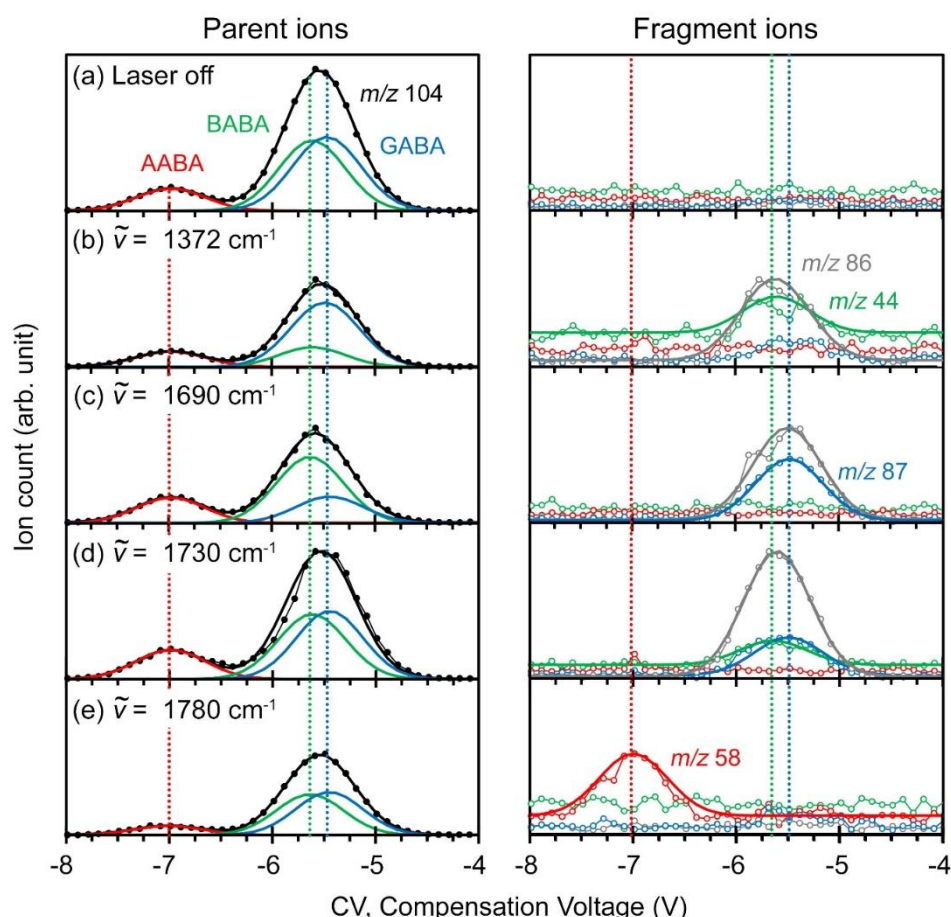 Parent ions
Fragment ions
(a) Laser off
m/z 104
BABA
GABA
AABA
(b) ṽ = 1372 cm⁻¹
m/z 86
m/z 44
(c) ṽ = 1690 cm⁻¹
m/z 87
(d) ṽ = 1730 cm⁻¹
(e) ṽ = 1780 cm⁻¹
m/z 58
Ion count (arb. unit)
-8 -7 -6 -5 -4
-8 -7 -6 -5 -4
CV, Compensation Voltage (V)